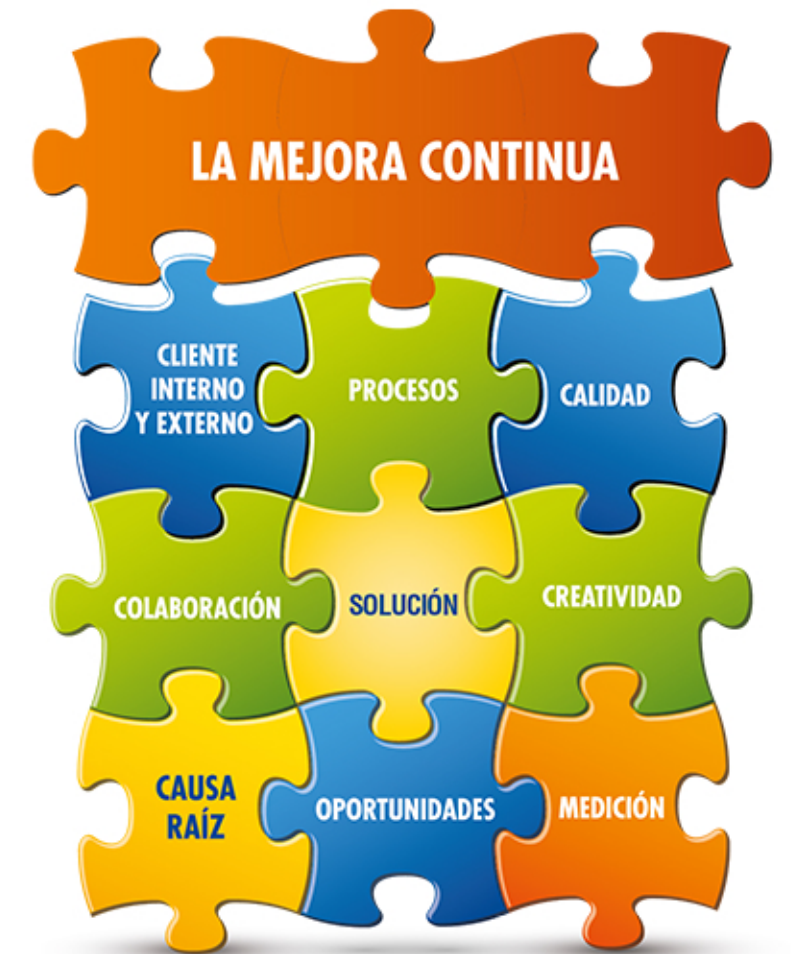 LA MEJORA CONTINUA
CLIENTE
INTERNO
Y EXTERNO
PROCESOS
CALIDAD
COLABORACIÓN
SOLUCIÓN
CREATIVIDAD
CAUSA
RAÍZ
OPORTUNIDADES
MEDICIÓN